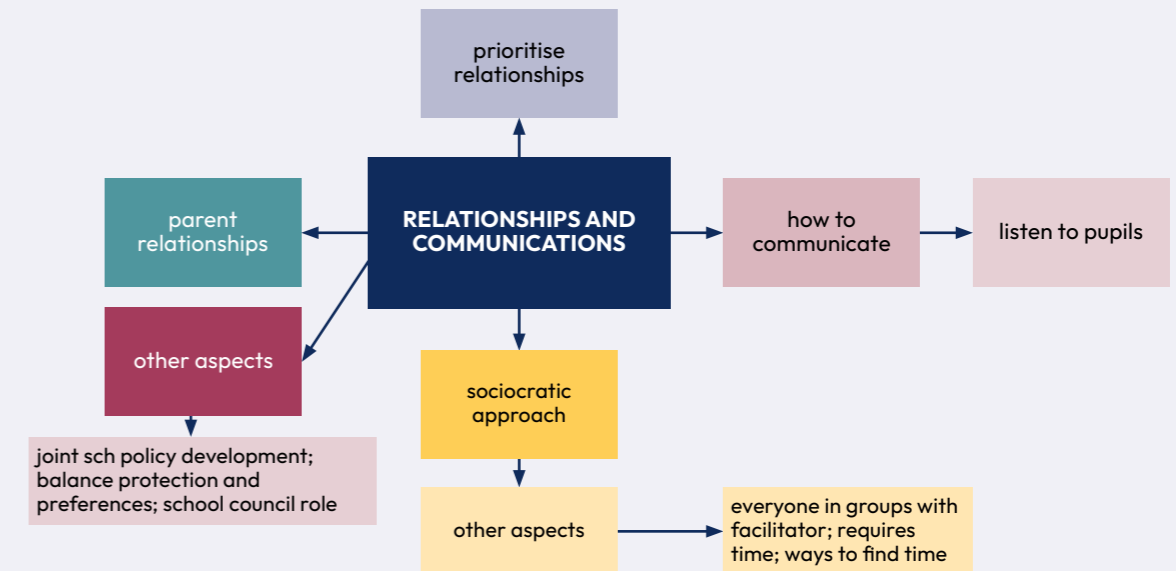 prioritise
relationships
parent
relationships
RELATIONSHIPS AND
COMMUNICATIONS
how to
communicate
listen to pupils
other aspects
joint sch policy development;
balance protection and
preferences; school council role
sociocratic
approach
other aspects
everyone in groups with
facilitator; requires
time; ways to find time